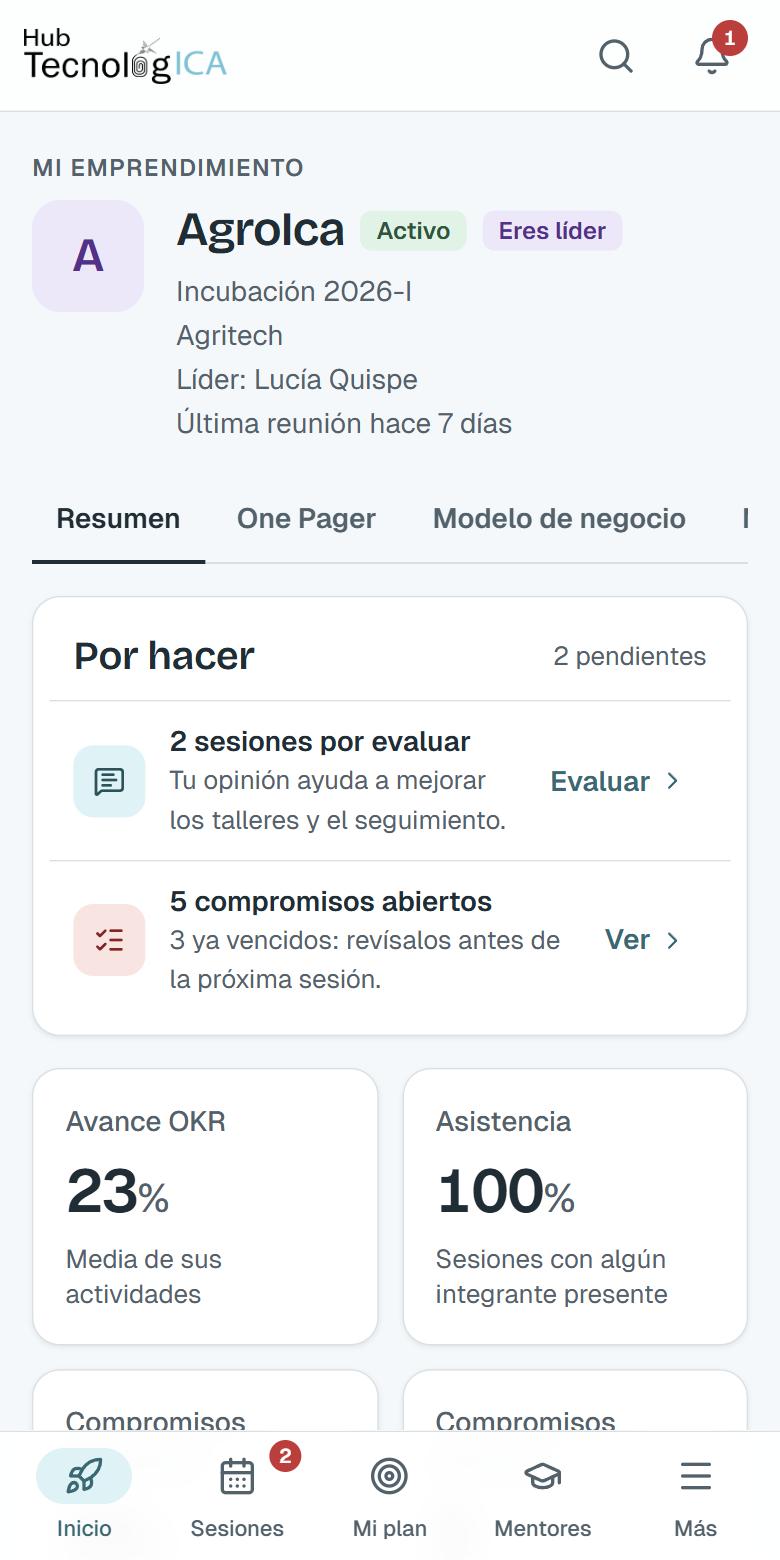 Hub
TecnológICA
1
MI EMPRENDIMIENTO
A
AgroIca
Activo
Eres líder
Incubación 2026-I
Agritech
Líder: Lucía Quispe
Última reunión hace 7 días
Resumen
One Pager
Modelo de negocio
Por hacer
2 pendientes
2 sesiones por evaluar
Tu opinión ayuda a mejorar
los talleres y el seguimiento.
Evaluar
5 compromisos abiertos
3 ya vencidos: revísalos antes de
la próxima sesión.
Ver
Avance OKR
23%
Media de sus
actividades
Asistencia
100%
Sesiones con algún
integrante presente
Compromisos
Compromisos
2
Inicio
Sesiones
Mi plan
Mentores
Más